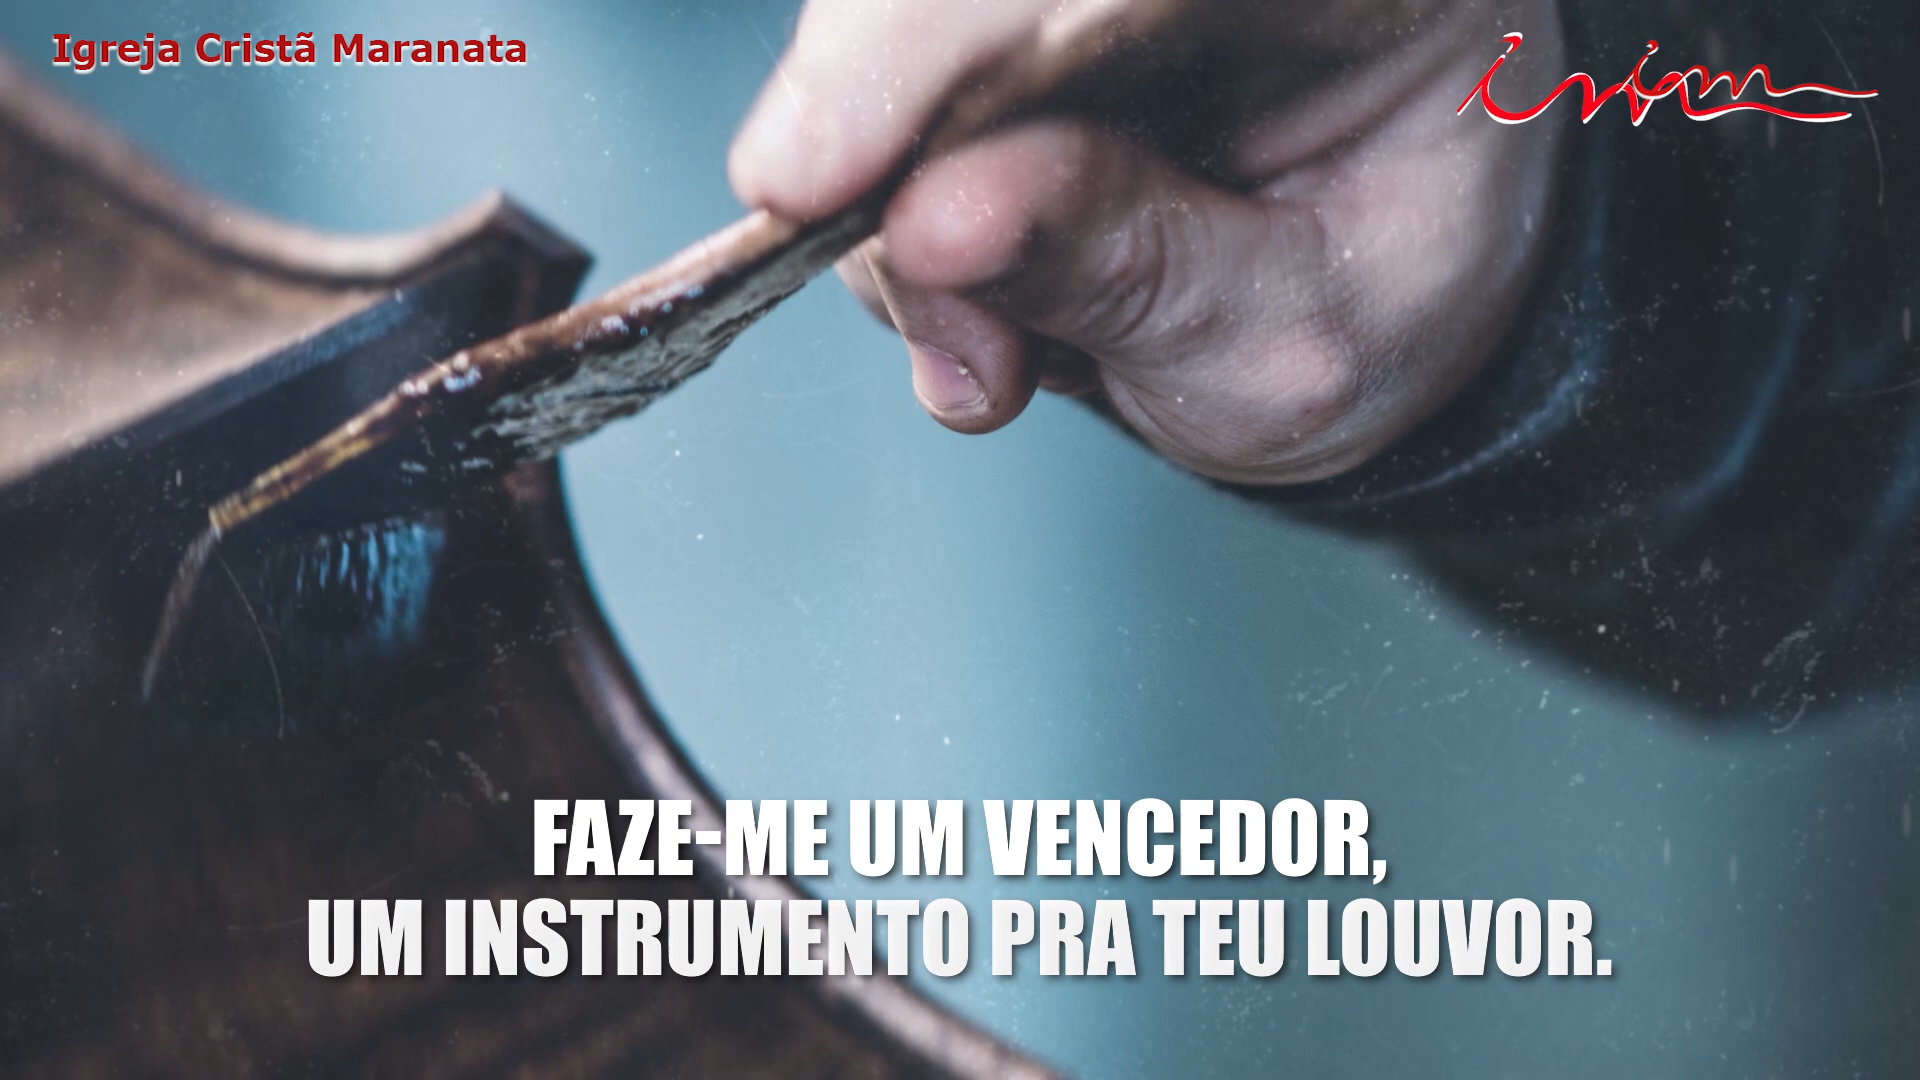 Igreja Cristã Maranata
FAZE-ME UM VENCEDOR,
UM INSTRUMENTO PRA TEU LOUVOR.